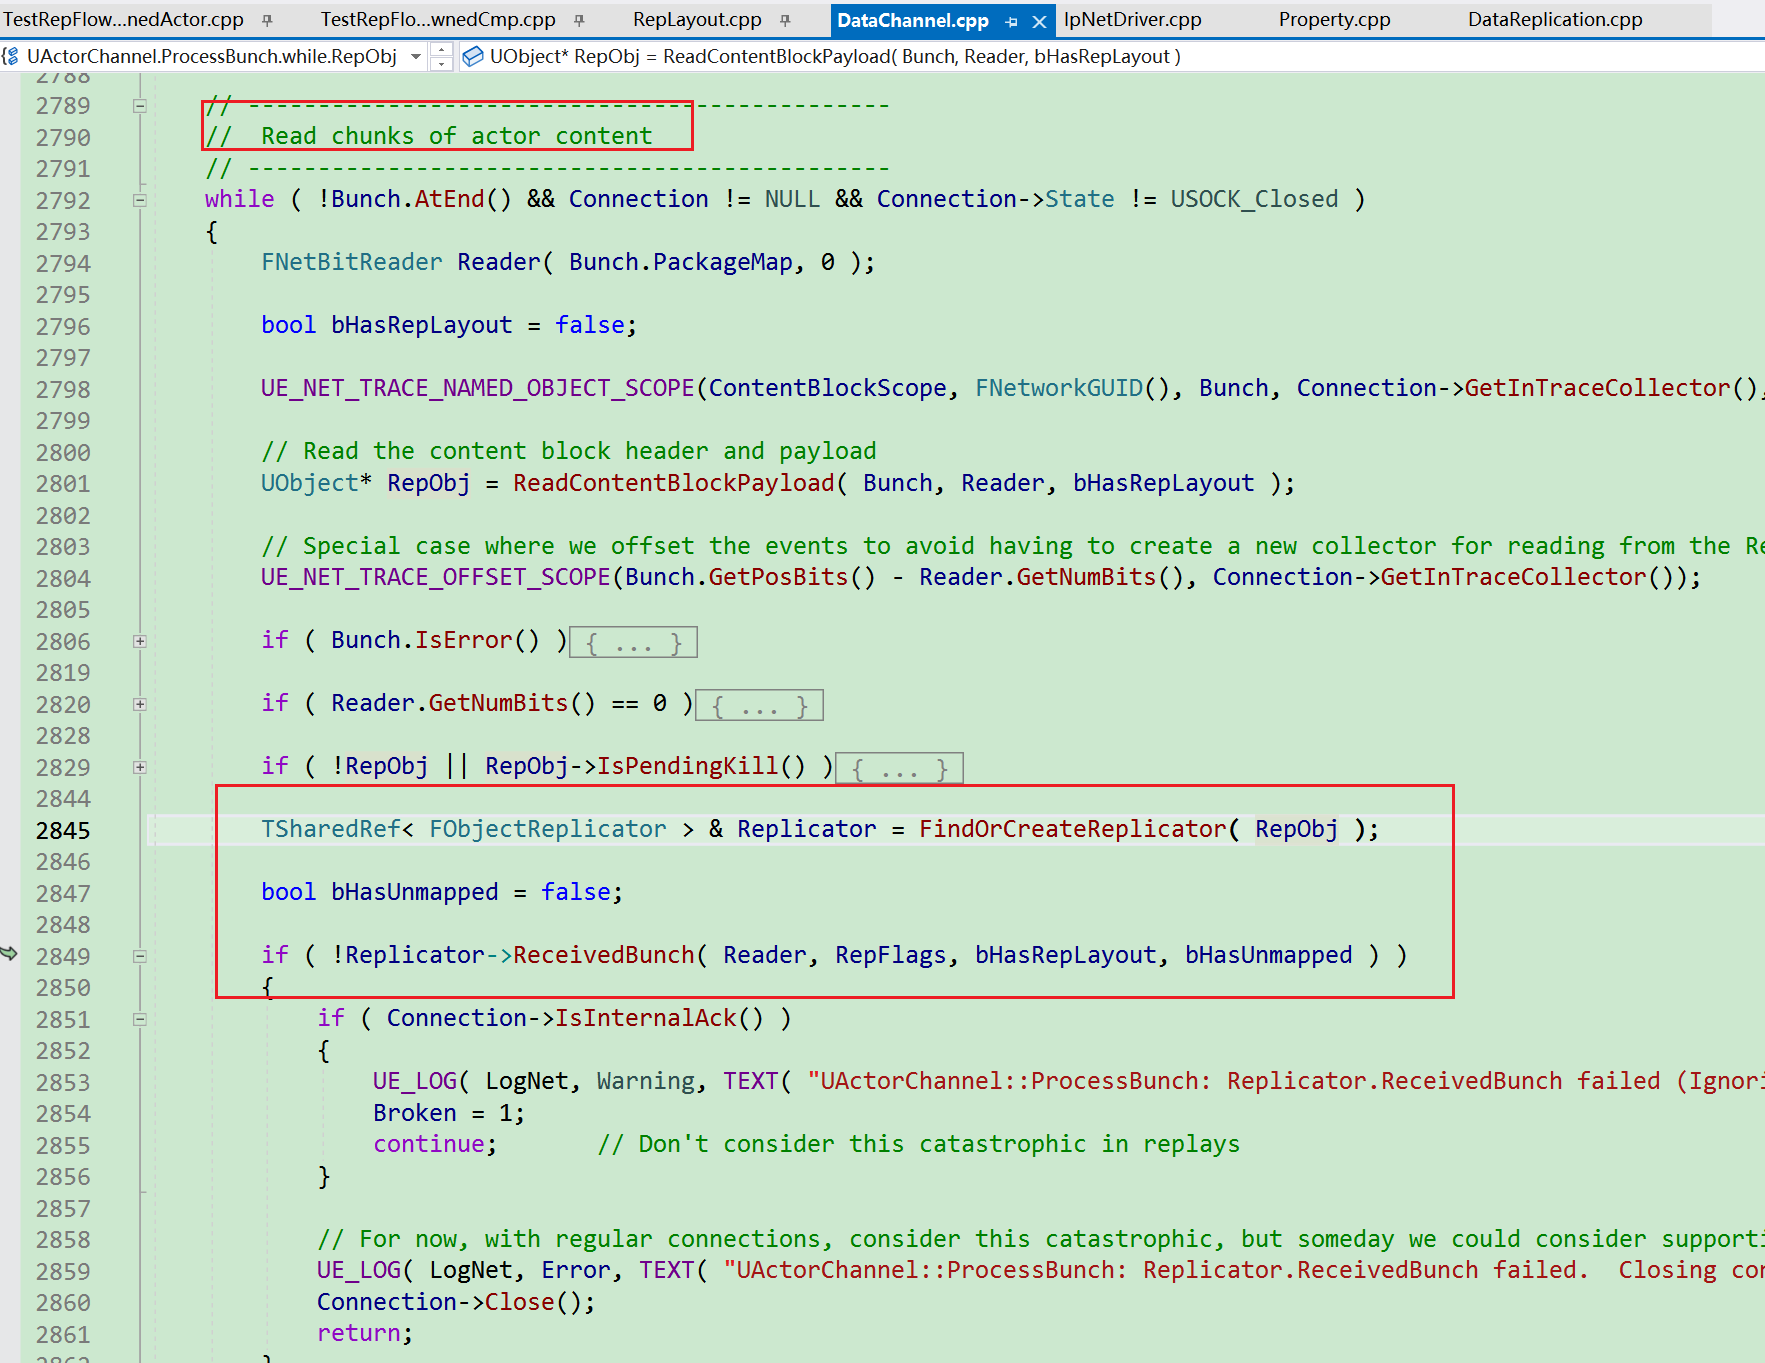 TestRepFlow...nedActor.cpp TestRepFlo...wnedCmp.cpp RepLayout.cpp DataChannel.cpp IpNetDriver.cpp Property.cpp DataReplication.cpp
UActorChannel.ProcessBunch.while.RepObj UObject* RepObj = ReadContentBlockPayload( Bunch, Reader, bHasRepLayout )
2788
2789 // ----------------------------------------------
2790 //  Read chunks of actor content
2791 // ----------------------------------------------
2792 while ( !Bunch.AtEnd() && Connection != NULL && Connection->State != USOCK_Closed )
2793 {
2794 FNetBitReader Reader( Bunch.PackageMap, 0 );
2795
2796 bool bHasRepLayout = false;
2797
2798 UE_NET_TRACE_NAMED_OBJECT_SCOPE(ContentBlockScope, FNetworkGUID(), Bunch, Connection->GetInTraceCollector(),
2799
2800 // Read the content block header and payload
2801 UObject* RepObj = ReadContentBlockPayload( Bunch, Reader, bHasRepLayout );
2802
2803 // Special case where we offset the events to avoid having to create a new collector for reading from the Re
2804 UE_NET_TRACE_OFFSET_SCOPE(Bunch.GetPosBits() - Reader.GetNumBits(), Connection->GetInTraceCollector());
2805
2806 if ( Bunch.IsError() ){ ... }
2819
2820 if ( Reader.GetNumBits() == 0 ){ ... }
2828
2829 if ( !RepObj || RepObj->IsPendingKill() ){ ... }
2844
2845 TSharedRef< FObjectReplicator > & Replicator = FindOrCreateReplicator( RepObj );
2846
2847 bool bHasUnmapped = false;
2848
2849 if ( !Replicator->ReceivedBunch( Reader, RepFlags, bHasRepLayout, bHasUnmapped ) )
2850 {
2851 if ( Connection->IsInternalAck() )
2852 {
2853 UE_LOG( LogNet, Warning, TEXT( "UActorChannel::ProcessBunch: Replicator.ReceivedBunch failed (Ignori
2854 Broken = 1;
2855 continue; // Don't consider this catastrophic in replays
2856 }
2857
2858 // For now, with regular connections, consider this catastrophic, but someday we could consider supporti
2859 UE_LOG( LogNet, Error, TEXT( "UActorChannel::ProcessBunch: Replicator.ReceivedBunch failed.  Closing con
2860 Connection->Close();
2861 return;
2862 }